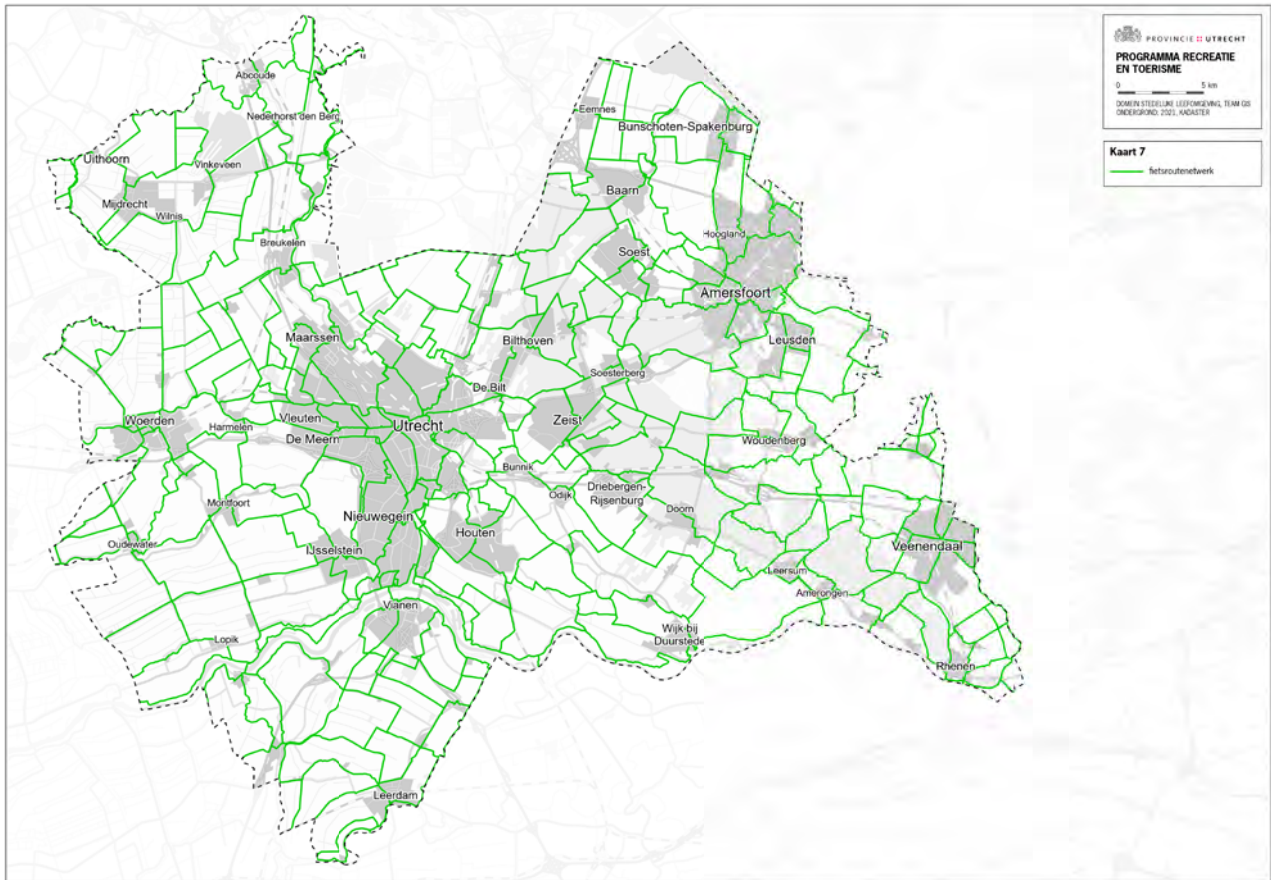 PROVINCIE UTRECHT
PROGRAMMA RECREATIE
EN TOERISME
0 5 km
DOMEIN STEDELIJKE LEEFOMGEVING, TEAM GIS
ONDERGROND: 2021, KADASTER
Kaart 7
fietsroutenetwerk
Abcoude
Nederhorst den Berg
Eemnes
Bunschoten-Spakenburg
Uithoorn
Vinkeveen
Baarn
Mijdrecht
Wilnis
Hoogland
Breukelen
Soest
Amersfoort
Maarssen
Bilthoven
Leusden
Soesterberg
De Bilt
Woerden
Harmelen
Vleuten
Utrecht
Zeist
De Meern
Woudenberg
Bunnik
Odijk
Driebergen-
Rijsenburg
Montfoort
Doorn
Nieuwegein
Houten
Oudewater
IJsselstein
Veenendaal
Leersum
Amerongen
Vianen
Lopik
Wijk bij
Duurstede
Rhenen
Leerdam